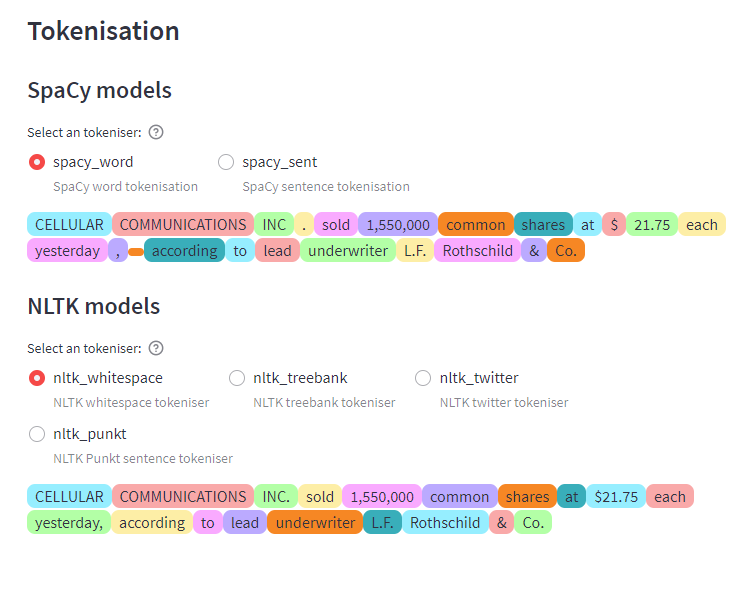 Tokenisation
SpaCy models
Select an tokeniser: ?
spacy_word spacy_sent
SpaCy word tokenisation SpaCy sentence tokenisation
CELLULAR COMMUNICATIONS INC . sold 1,550,000 common shares at $ 21.75 each
yesterday , according to lead underwriter L.F. Rothschild & Co.
NLTK models
Select an tokeniser: ?
nltk_whitespace nltk_treebank nltk_twitter
NLTK whitespace tokeniser NLTK treebank tokeniser NLTK twitter tokeniser
nltk_punkt
NLTK Punkt sentence tokeniser
CELLULAR COMMUNICATIONS INC. sold 1,550,000 common shares at $21.75 each
yesterday, according to lead underwriter L.F. Rothschild & Co.